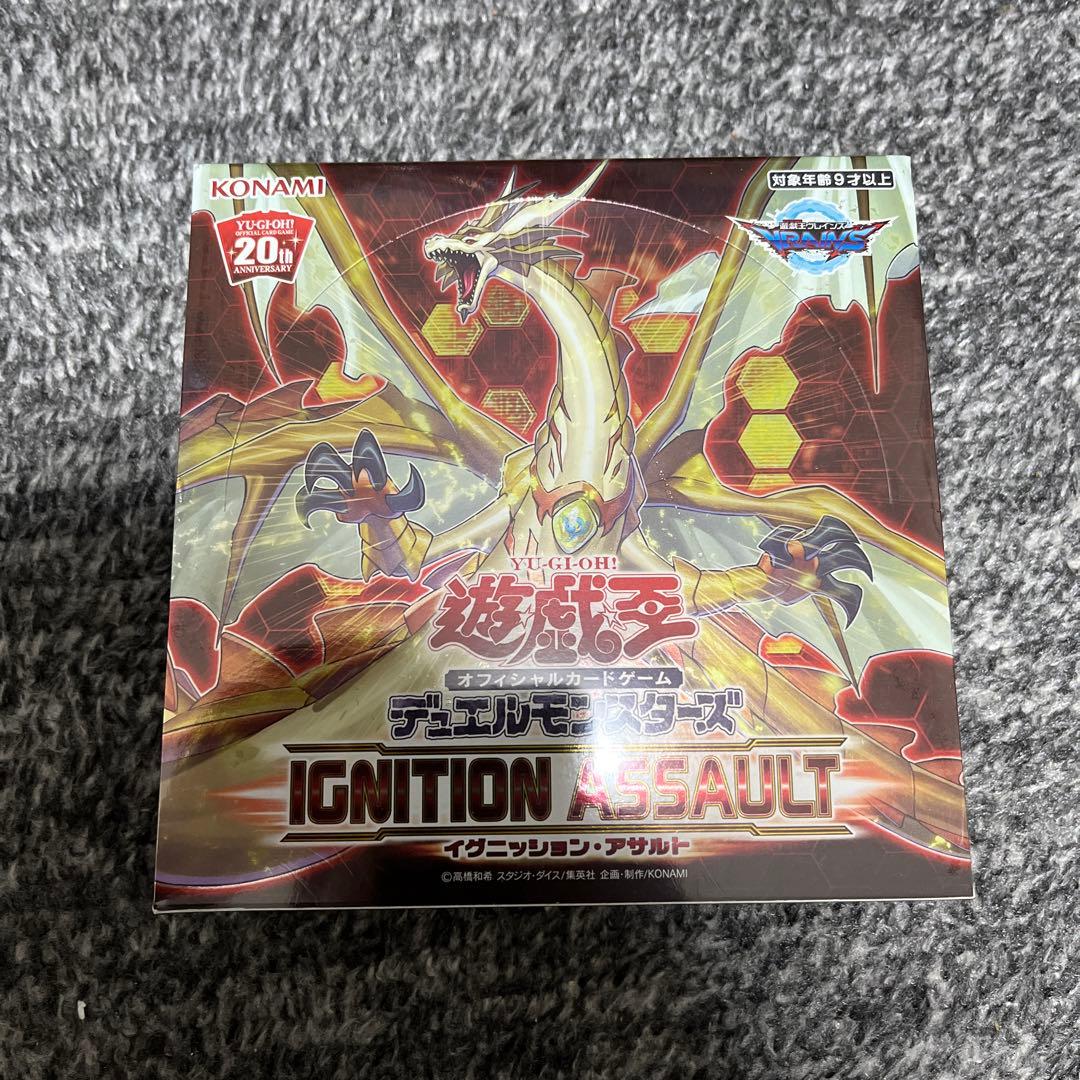 KONAMI
対象年齢9才以上
YU-GI-OH!
OFFICIAL CARD GAME
20th
ANNIVERSARY
遊戯王ヴレインズ
VRAINS
YU-GI-OH!
遊戯王
オフィシャルカードゲーム
デュエルモンスターズ
IGNITION ASSAULT
イグニッション・アサルト
©高橋和希 スタジオ・ダイス/集英社 企画・制作/KONAMI